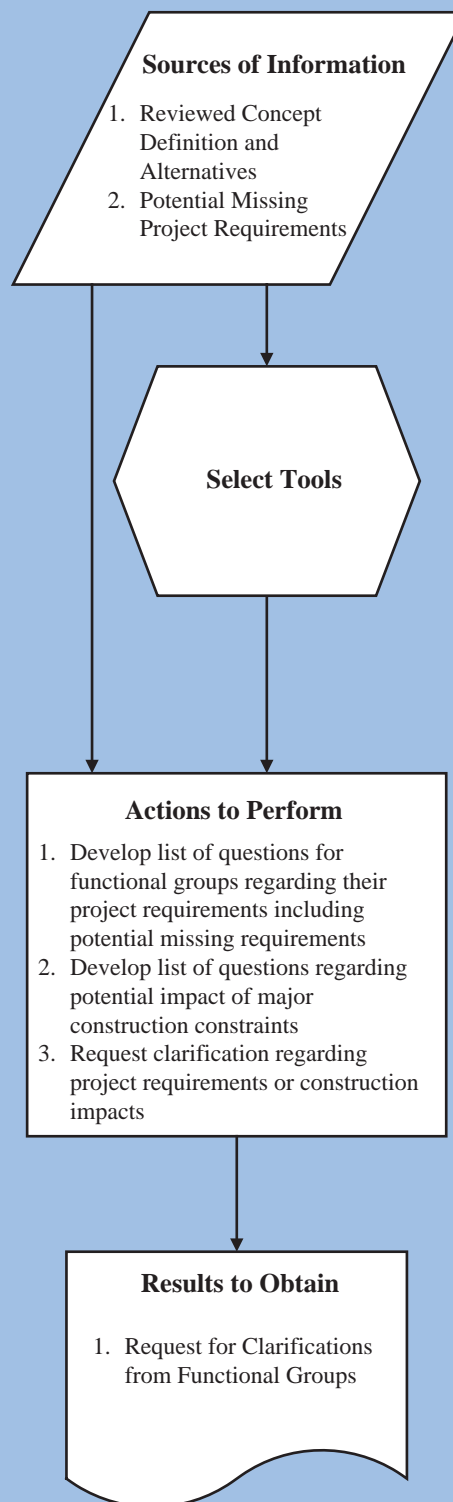 Sources of Information
1. Reviewed Concept
Definition and
Alternatives
2. Potential Missing
Project Requirements
Select Tools
Actions to Perform
1. Develop list of questions for
functional groups regarding their
project requirements including
potential missing requirements
2. Develop list of questions regarding
potential impact of major
construction constraints
3. Request clarification regarding
project requirements or construction
impacts
Results to Obtain
1. Request for Clarifications
from Functional Groups